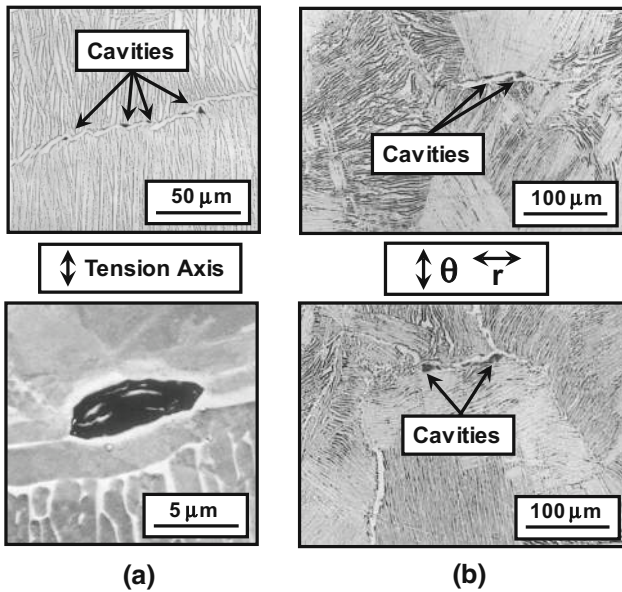 Cavities
50 μm
Tension Axis
5 μm
(a)
Cavities
100 μm
θ r
Cavities
100 μm
(b)